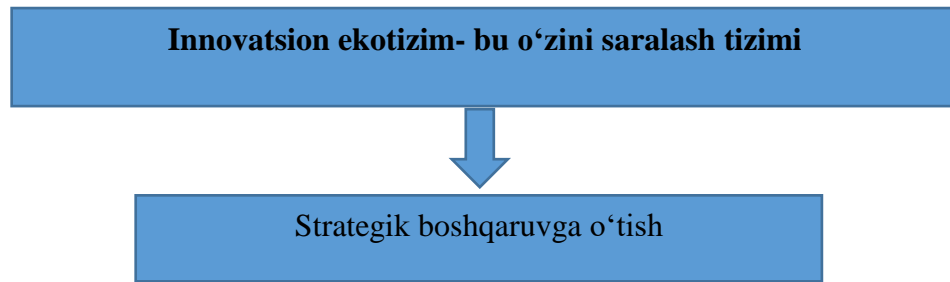 Innovatsion ekotizim- bu o‘zini saralash tizimi
Strategik boshqaruvga o‘tish